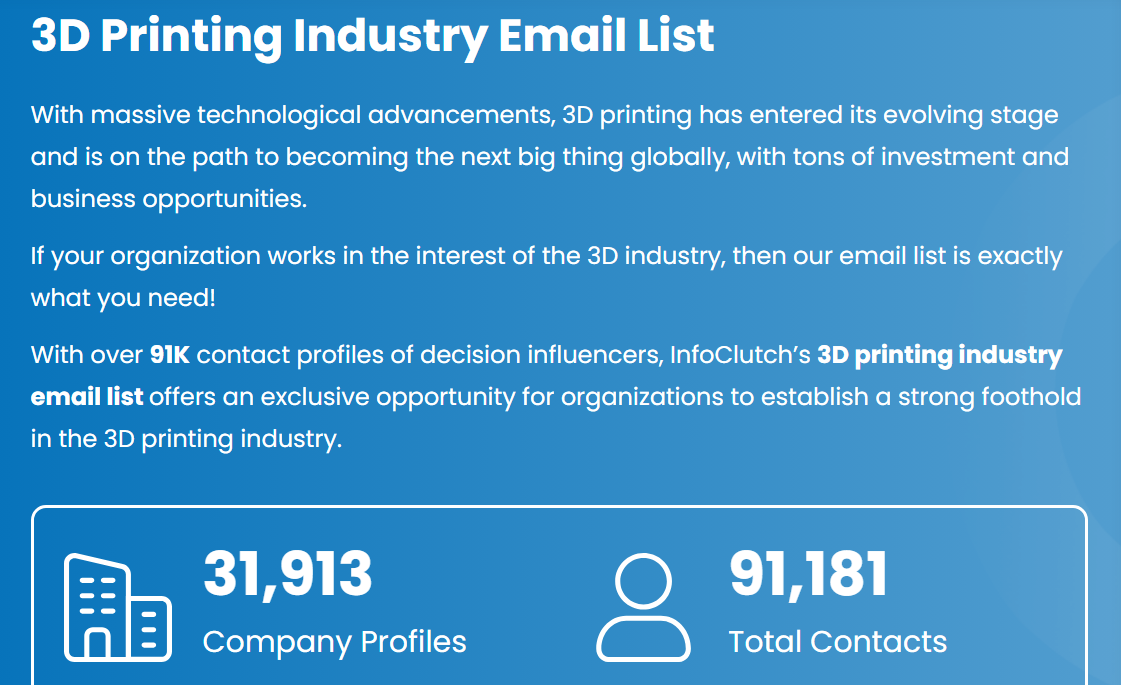 3D Printing Industry Email List
With massive technological advancements, 3D printing has entered its evolving stage
and is on the path to becoming the next big thing globally, with tons of investment and
business opportunities.
If your organization works in the interest of the 3D industry, then our email list is exactly
what you need!
With over 91K contact profiles of decision influencers, InfoClutch’s 3D printing industry
email list offers an exclusive opportunity for organizations to establish a strong foothold
in the 3D printing industry.
31,913
Company Profiles
91,181
Total Contacts